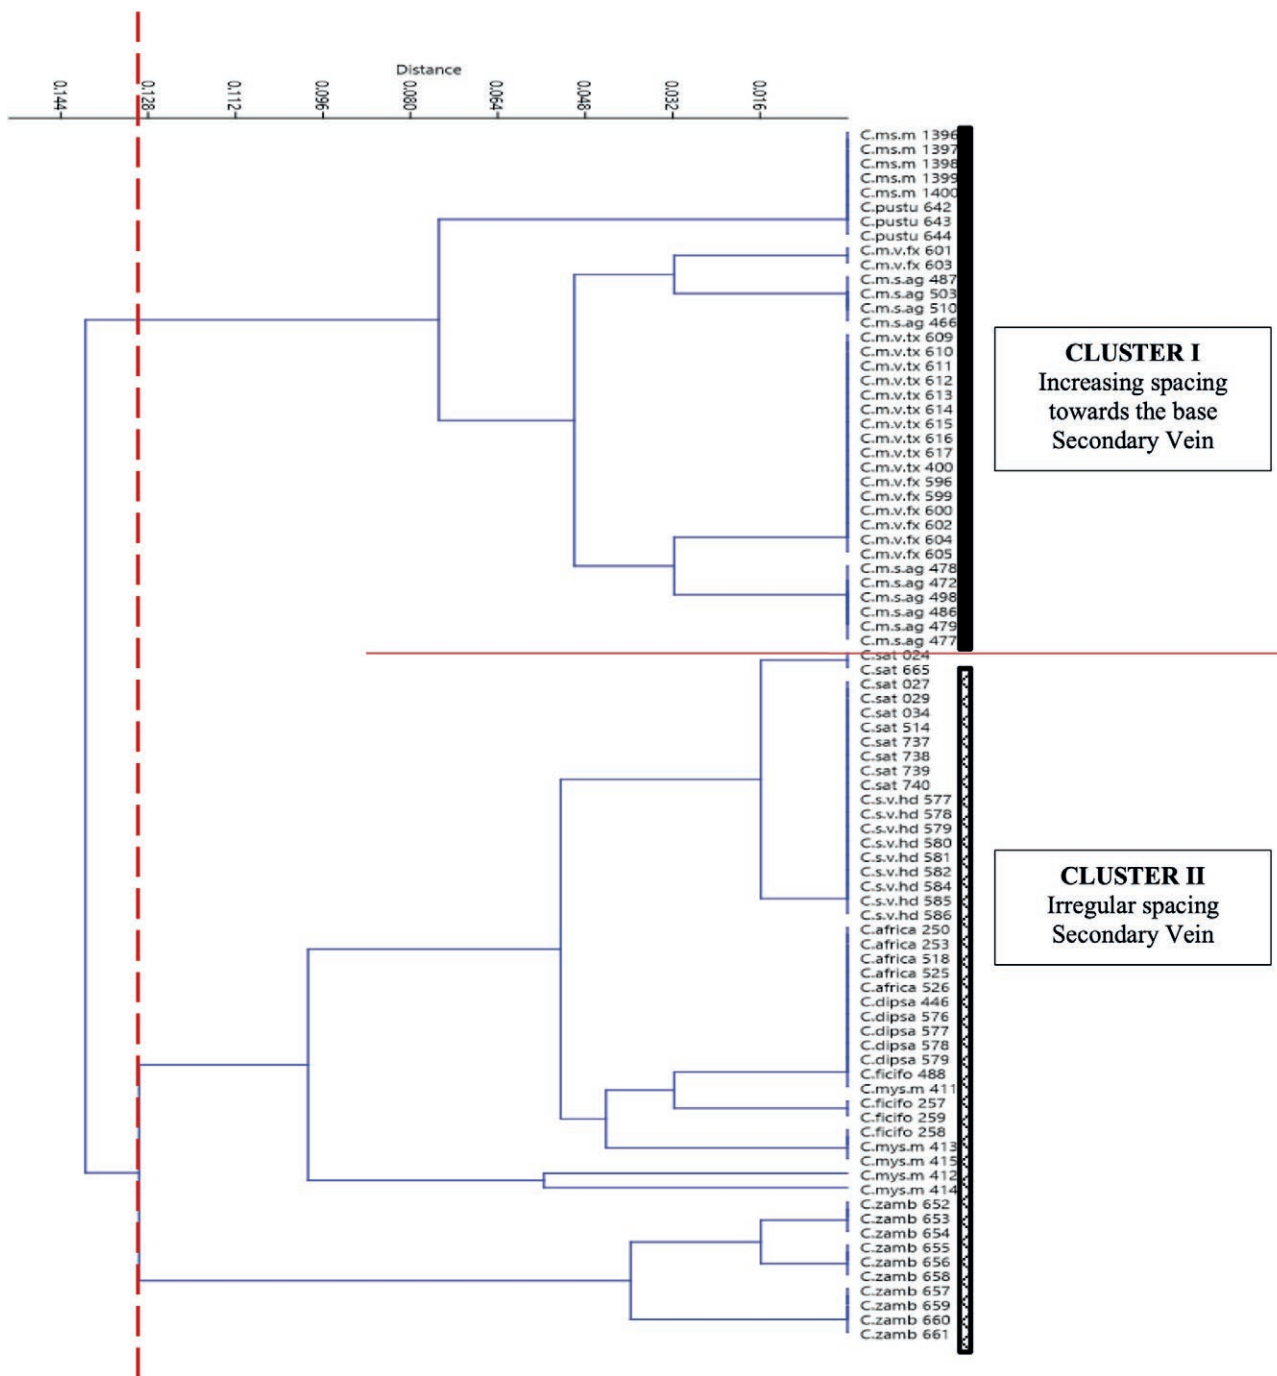 Distance
0.144
0.128
0.112
0.096
0.080
0.064
0.048
0.032
0.016
C.ms.m 1396
C.ms.m 1397
C.ms.m 1398
C.ms.m 1399
C.ms.m 1400
C.pustu 642
C.pustu 643
C.pustu 644
C.m.v.fx 601
C.m.v.fx 603
C.m.s.ag 487
C.m.s.ag 503
C.m.s.ag 510
C.m.s.ag 466
C.m.v.tx 609
C.m.v.tx 610
C.m.v.tx 611
C.m.v.tx 612
C.m.v.tx 613
C.m.v.tx 614
C.m.v.tx 615
C.m.v.tx 616
C.m.v.tx 617
C.m.v.tx 400
C.m.v.fx 596
C.m.v.fx 599
C.m.v.fx 600
C.m.v.fx 602
C.m.v.fx 604
C.m.v.fx 605
C.m.s.ag 478
C.m.s.ag 472
C.m.s.ag 498
C.m.s.ag 486
C.m.s.ag 479
C.m.s.ag 477
CLUSTER I
Increasing spacing
towards the base
Secondary Vein
C.sat 024
C.sat 665
C.sat 027
C.sat 029
C.sat 034
C.sat 514
C.sat 737
C.sat 738
C.sat 739
C.sat 740
C.s.v.hd 577
C.s.v.hd 578
C.s.v.hd 579
C.s.v.hd 580
C.s.v.hd 581
C.s.v.hd 582
C.s.v.hd 584
C.s.v.hd 585
C.s.v.hd 586
C.africa 250
C.africa 253
C.africa 518
C.africa 525
C.africa 526
C.dipsa 446
C.dipsa 576
C.dipsa 577
C.dipsa 578
C.dipsa 579
C.ficifo 488
C.mys.m 411
C.ficifo 257
C.ficifo 259
C.ficifo 258
C.mys.m 413
C.mys.m 415
C.mys.m 412
C.mys.m 414
C.zamb 652
C.zamb 653
C.zamb 654
C.zamb 655
C.zamb 656
C.zamb 658
C.zamb 657
C.zamb 659
C.zamb 660
C.zamb 661
CLUSTER II
Irregular spacing
Secondary Vein